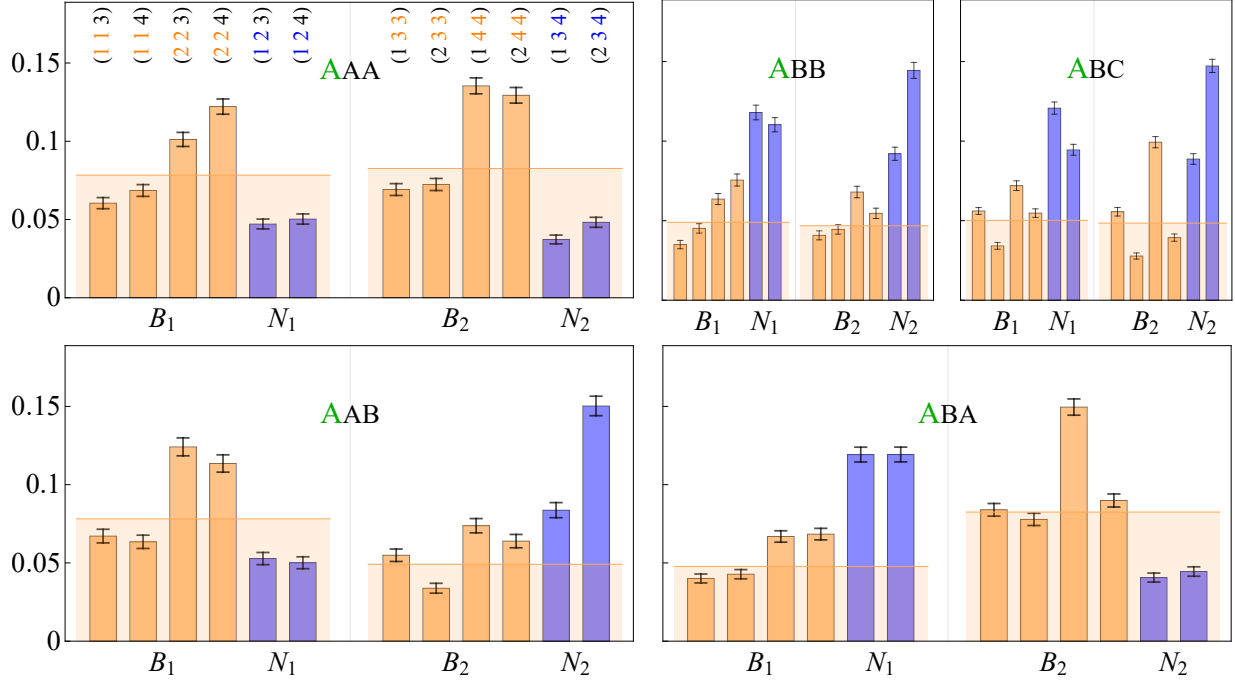 (1 1 3) (1 1 4) (2 2 3) (2 2 4) (1 2 3) (1 2 4) (1 3 3) (2 3 3) (1 4 4) (2 4 4) (1 3 4) (2 3 4)
0.15
0.1
0.05
0
AAA
B₁ N₁ B₂ N₂
ABB
B₁ N₁ B₂ N₂
ABC
B₁ N₁ B₂ N₂
0.15
0.1
0.05
0
AAB
B₁ N₁ B₂ N₂
ABA
B₁ N₁ B₂ N₂